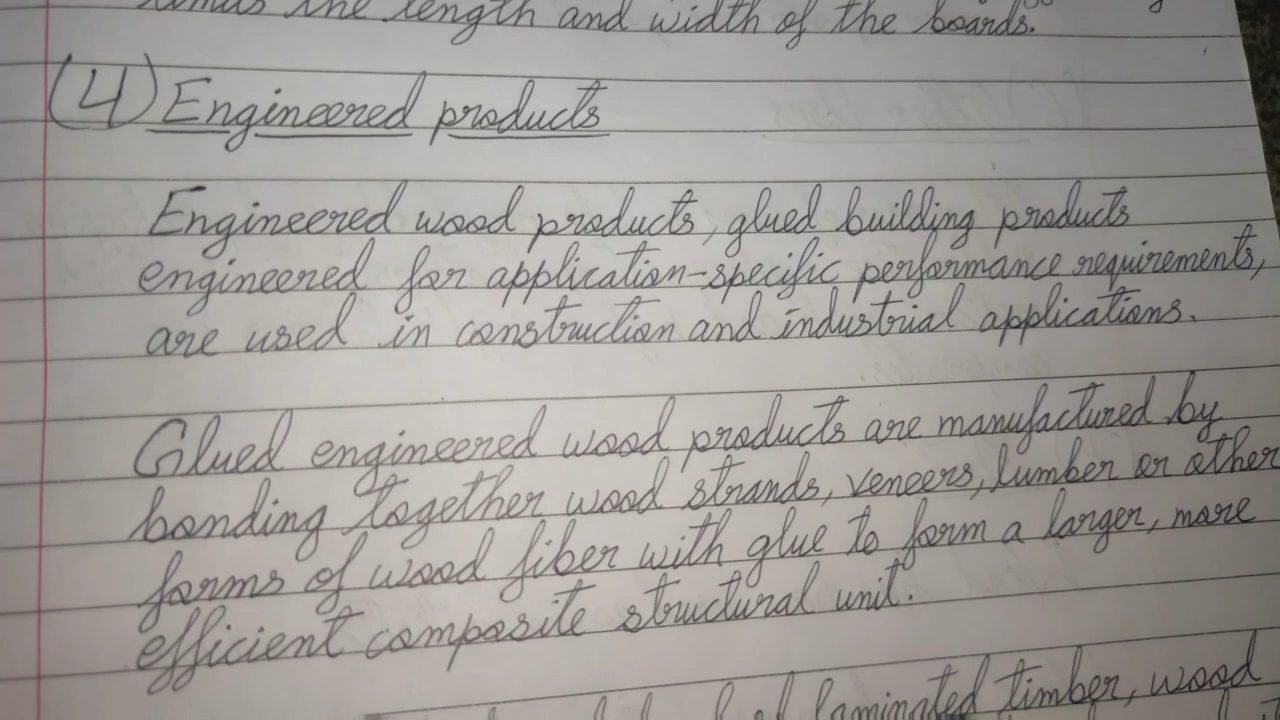 the length and width of the boards.
(4) Engineered products
Engineered wood products, glued building products
engineered for application-specific performance requirements,
are used in construction and industrial applications.
Glued engineered wood products are manufactured by
bonding together wood strands, veneers, lumber or other
forms of wood fiber with glue to form a larger, more
efficient composite structural unit.
laminated timber, wood